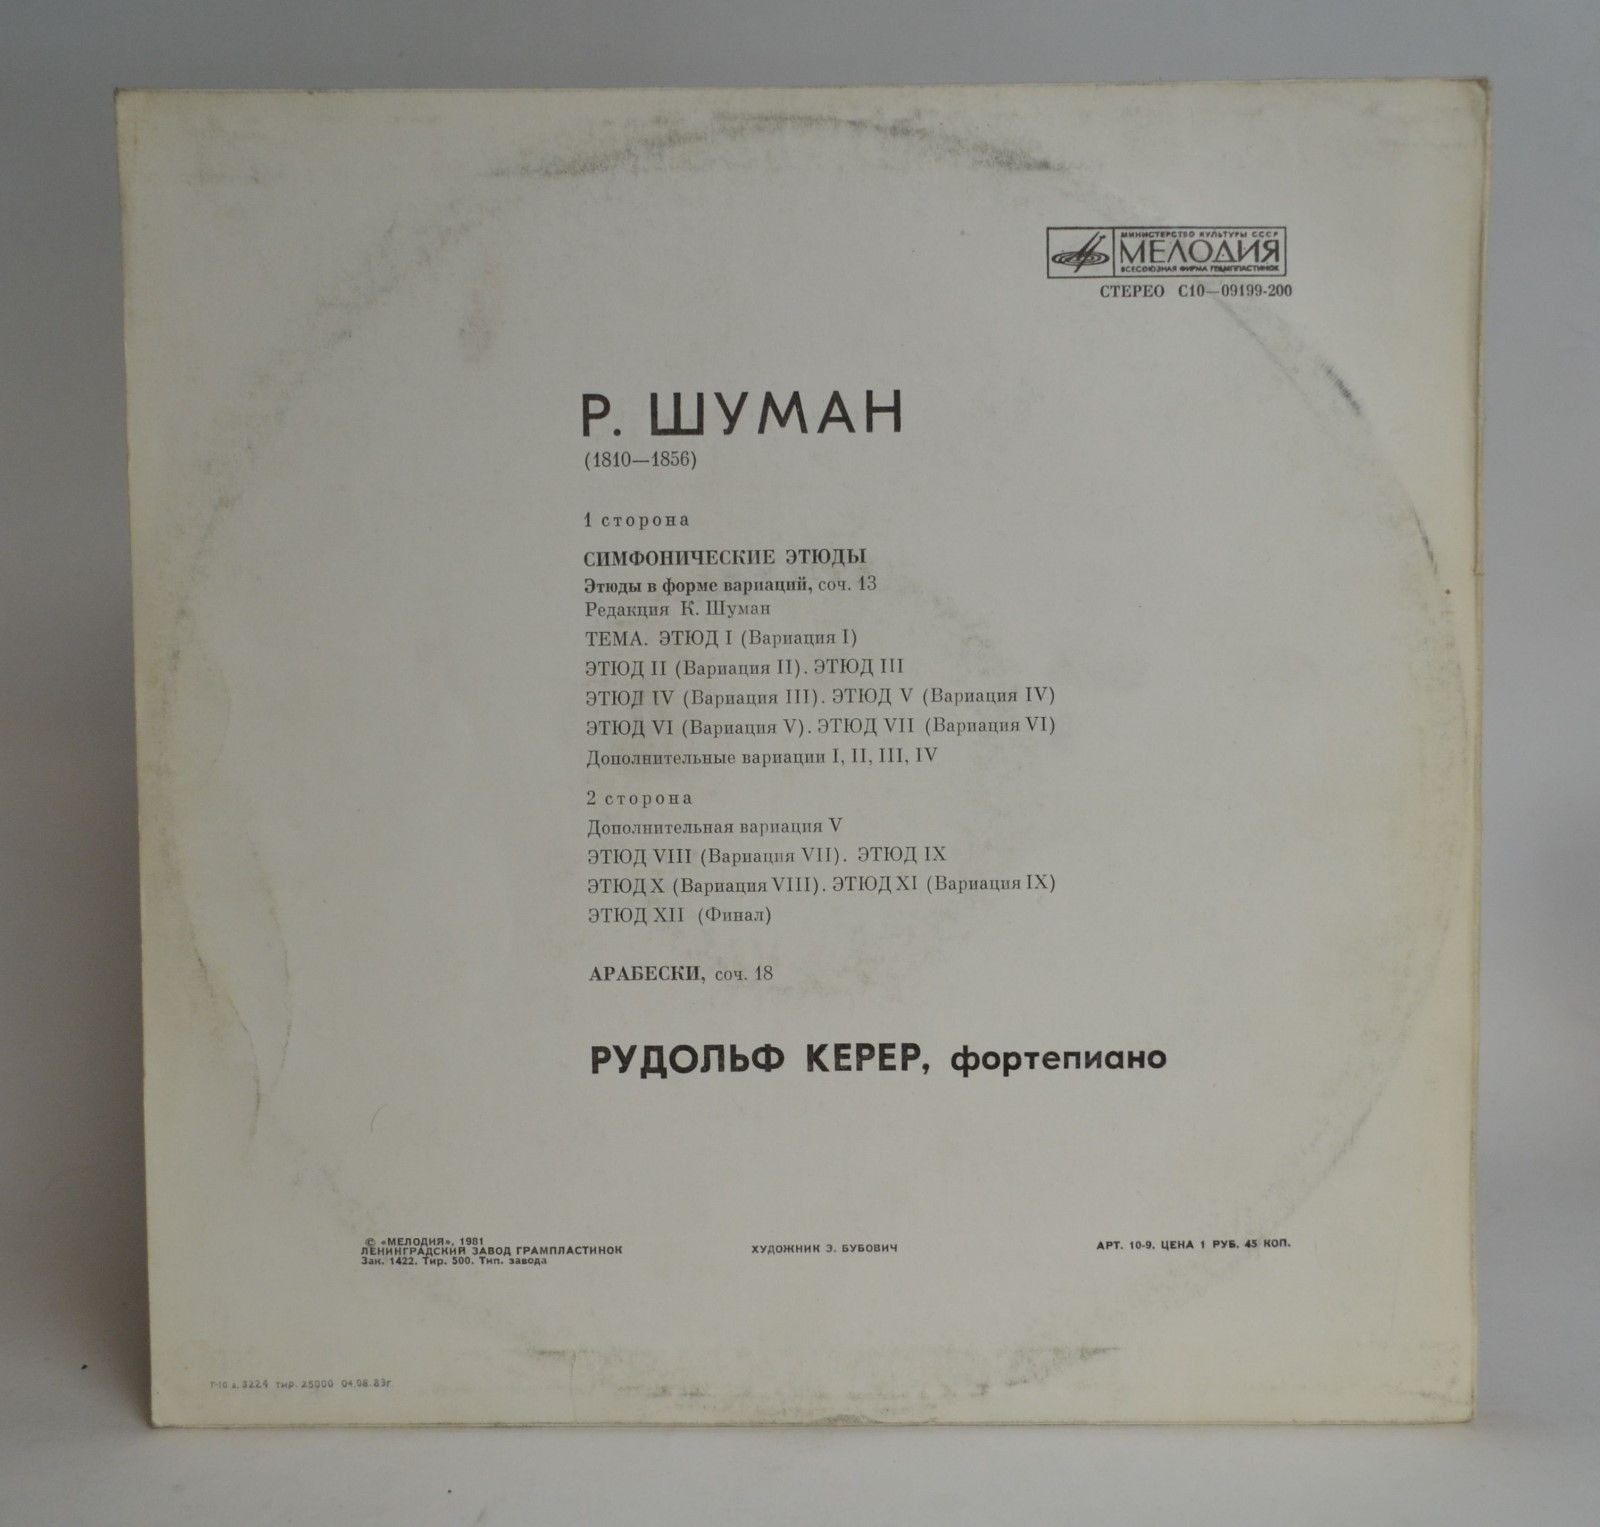 МИНИСТЕРСТВО КУЛЬТУРЫ СССР
МЕЛОДИЯ
ВСЕСОЮЗНАЯ ФИРМА ГРАМПЛАСТИНОК
СТЕРЕО С10—09199-200
Р. ШУМАН
(1810—1856)
1 сторона
СИМФОНИЧЕСКИЕ ЭТЮДЫ
Этюды в форме вариаций, соч. 13
Редакция К. Шуман
ТЕМА. ЭТЮД I (Вариация I)
ЭТЮД II (Вариация II). ЭТЮД III
ЭТЮД IV (Вариация III). ЭТЮД V (Вариация IV)
ЭТЮД VI (Вариация V). ЭТЮД VII (Вариация VI)
Дополнительные вариации I, II, III, IV
2 сторона
Дополнительная вариация V
ЭТЮД VIII (Вариация VII). ЭТЮД IX
ЭТЮД X (Вариация VIII). ЭТЮД XI (Вариация IX)
ЭТЮД XII (Финал)
АРАБЕСКИ, соч. 18
РУДОЛЬФ КЕРЕР, фортепиано
© «МЕЛОДИЯ», 1981
ЛЕНИНГРАДСКИЙ ЗАВОД ГРАМПЛАСТИНОК
Зак. 1422. Тир. 500. Тип. завода
ХУДОЖНИК Э. БУБОВИЧ
АРТ. 10-9. ЦЕНА 1 РУБ. 45 КОП.
Т-10 з. 3224 тир. 25000 04.08.83г.